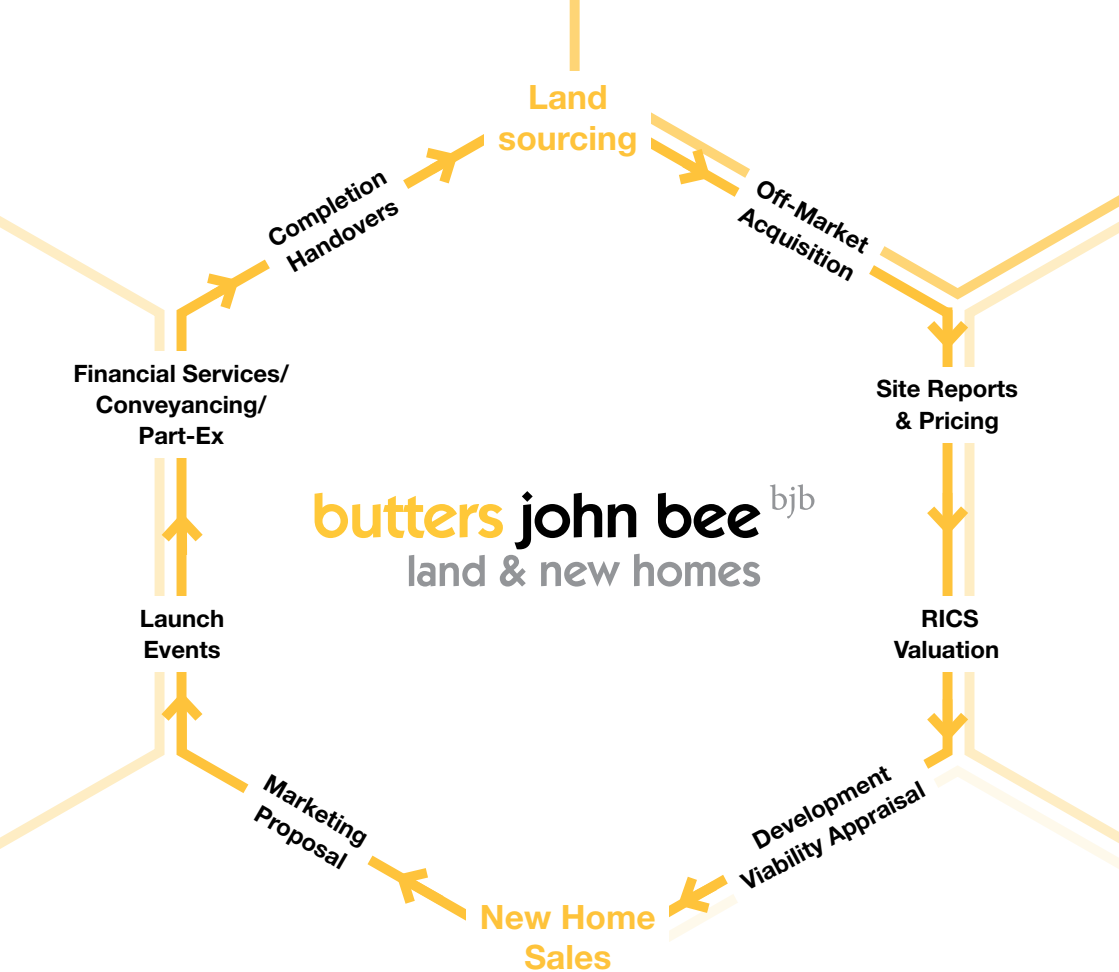 Land
sourcing
Off-Market
Acquisition
Site Reports
& Pricing
RICS
Valuation
Development
Viability Appraisal
New Home
Sales
Marketing
Proposal
Launch
Events
Financial Services/
Conveyancing/
Part-Ex
Completion
Handovers
butters john bee bjb
land & new homes